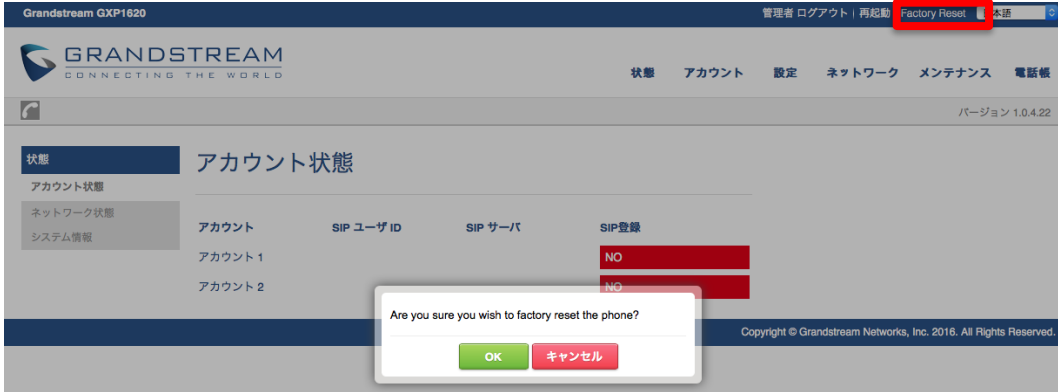 Grandstream GXP1620
管理者 ログアウト | 再起動 | Factory Reset 本語
GRANDSTREAM
CONNECTING THE WORLD
状態 アカウント 設定 ネットワーク メンテナンス 電話帳
バージョン 1.0.4.22
状態
アカウント状態
ネットワーク状態
システム情報
アカウント状態
アカウント SIP ユーザ ID SIP サーバ SIP登録
アカウント 1 NO
アカウント 2 NO
Are you sure you wish to factory reset the phone?
OK キャンセル
Copyright © Grandstream Networks, Inc. 2016. All Rights Reserved.